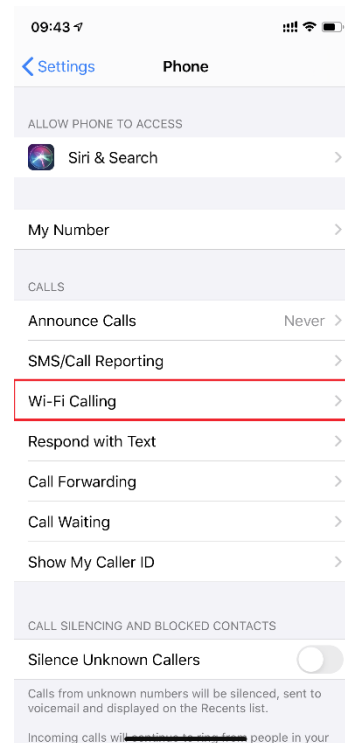 09:43
Settings
Phone
ALLOW PHONE TO ACCESS
Siri & Search
My Number
CALLS
Announce Calls Never
SMS/Call Reporting
Wi-Fi Calling
Respond with Text
Call Forwarding
Call Waiting
Show My Caller ID
CALL SILENCING AND BLOCKED CONTACTS
Silence Unknown Callers
Calls from unknown numbers will be silenced, sent to
voicemail and displayed on the Recents list.
Incoming calls will continue to ring from people in your